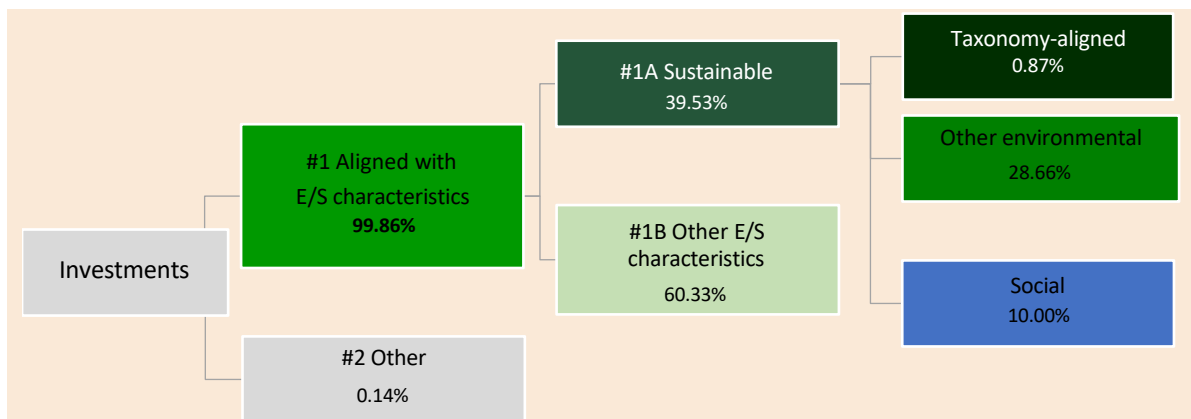 Investments
#1 Aligned with
E/S characteristics
99.86%
#2 Other
0.14%
#1A Sustainable
39.53%
#1B Other E/S
characteristics
60.33%
Taxonomy-aligned
0.87%
Other environmental
28.66%
Social
10.00%